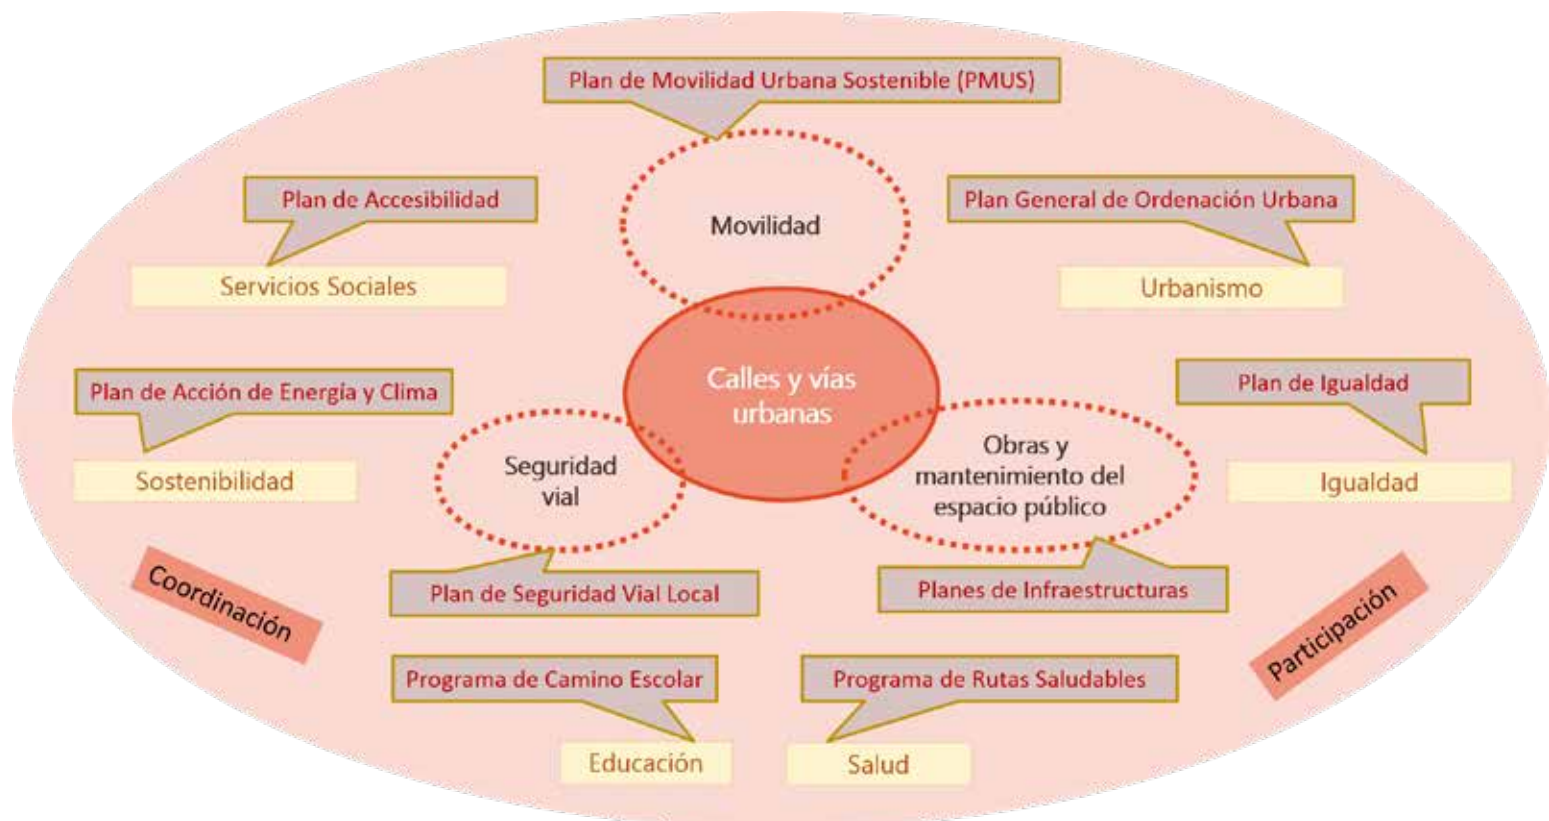 Plan de Movilidad Urbana Sostenible (PMUS)
Plan de Accesibilidad
Plan General de Ordenación Urbana
Movilidad
Servicios Sociales
Urbanismo
Calles y vías
urbanas
Plan de Acción de Energía y Clima
Plan de Igualdad
Seguridad
vial
Obras y
mantenimiento del
espacio público
Sostenibilidad
Igualdad
Coordinación
Plan de Seguridad Vial Local
Planes de Infraestructuras
Participación
Programa de Camino Escolar
Programa de Rutas Saludables
Educación
Salud